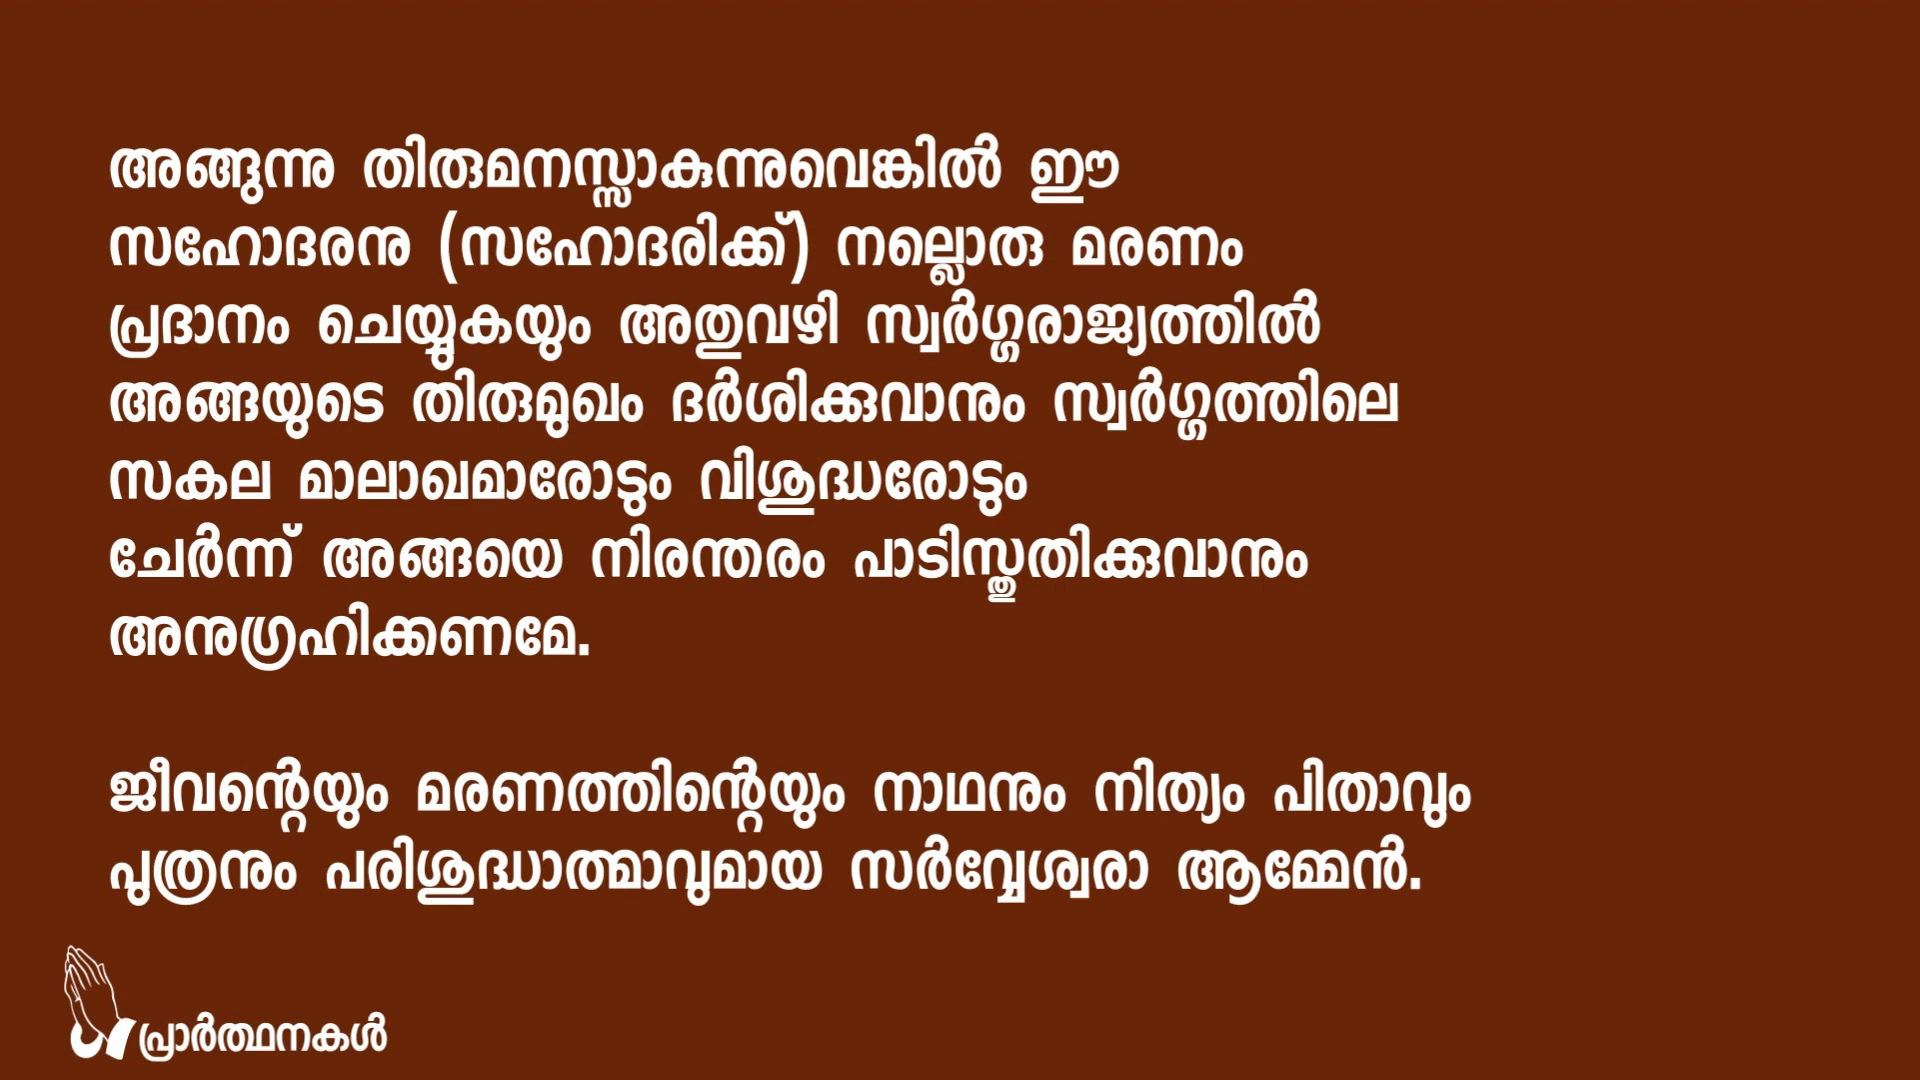 അങ്ങുന്നു തിരുമനസ്സാകുന്നുവെങ്കിൽ ഈ
സഹോദരനു (സഹോദരിക്ക്) നല്ലൊരു മരണം
പ്രദാനം ചെയ്യുകയും അതുവഴി സ്വർഗ്ഗരാജ്യത്തിൽ
അങ്ങയുടെ തിരുമുഖം ദർശിക്കുവാനും സ്വർഗ്ഗത്തിലെ
സകല മാലാഖമാരോടും വിശുദ്ധരോടും
ചേർന്ന് അങ്ങയെ നിരന്തരം പാടിസ്തുതിക്കുവാനും
അനുഗ്രഹിക്കണമേ.
ജീവന്റെയും മരണത്തിന്റെയും നാഥനും നിത്യം പിതാവും
പുത്രനും പരിശുദ്ധാത്മാവുമായ സർവ്വേശ്വരാ ആമ്മേൻ.
പ്രാർത്ഥനകൾ